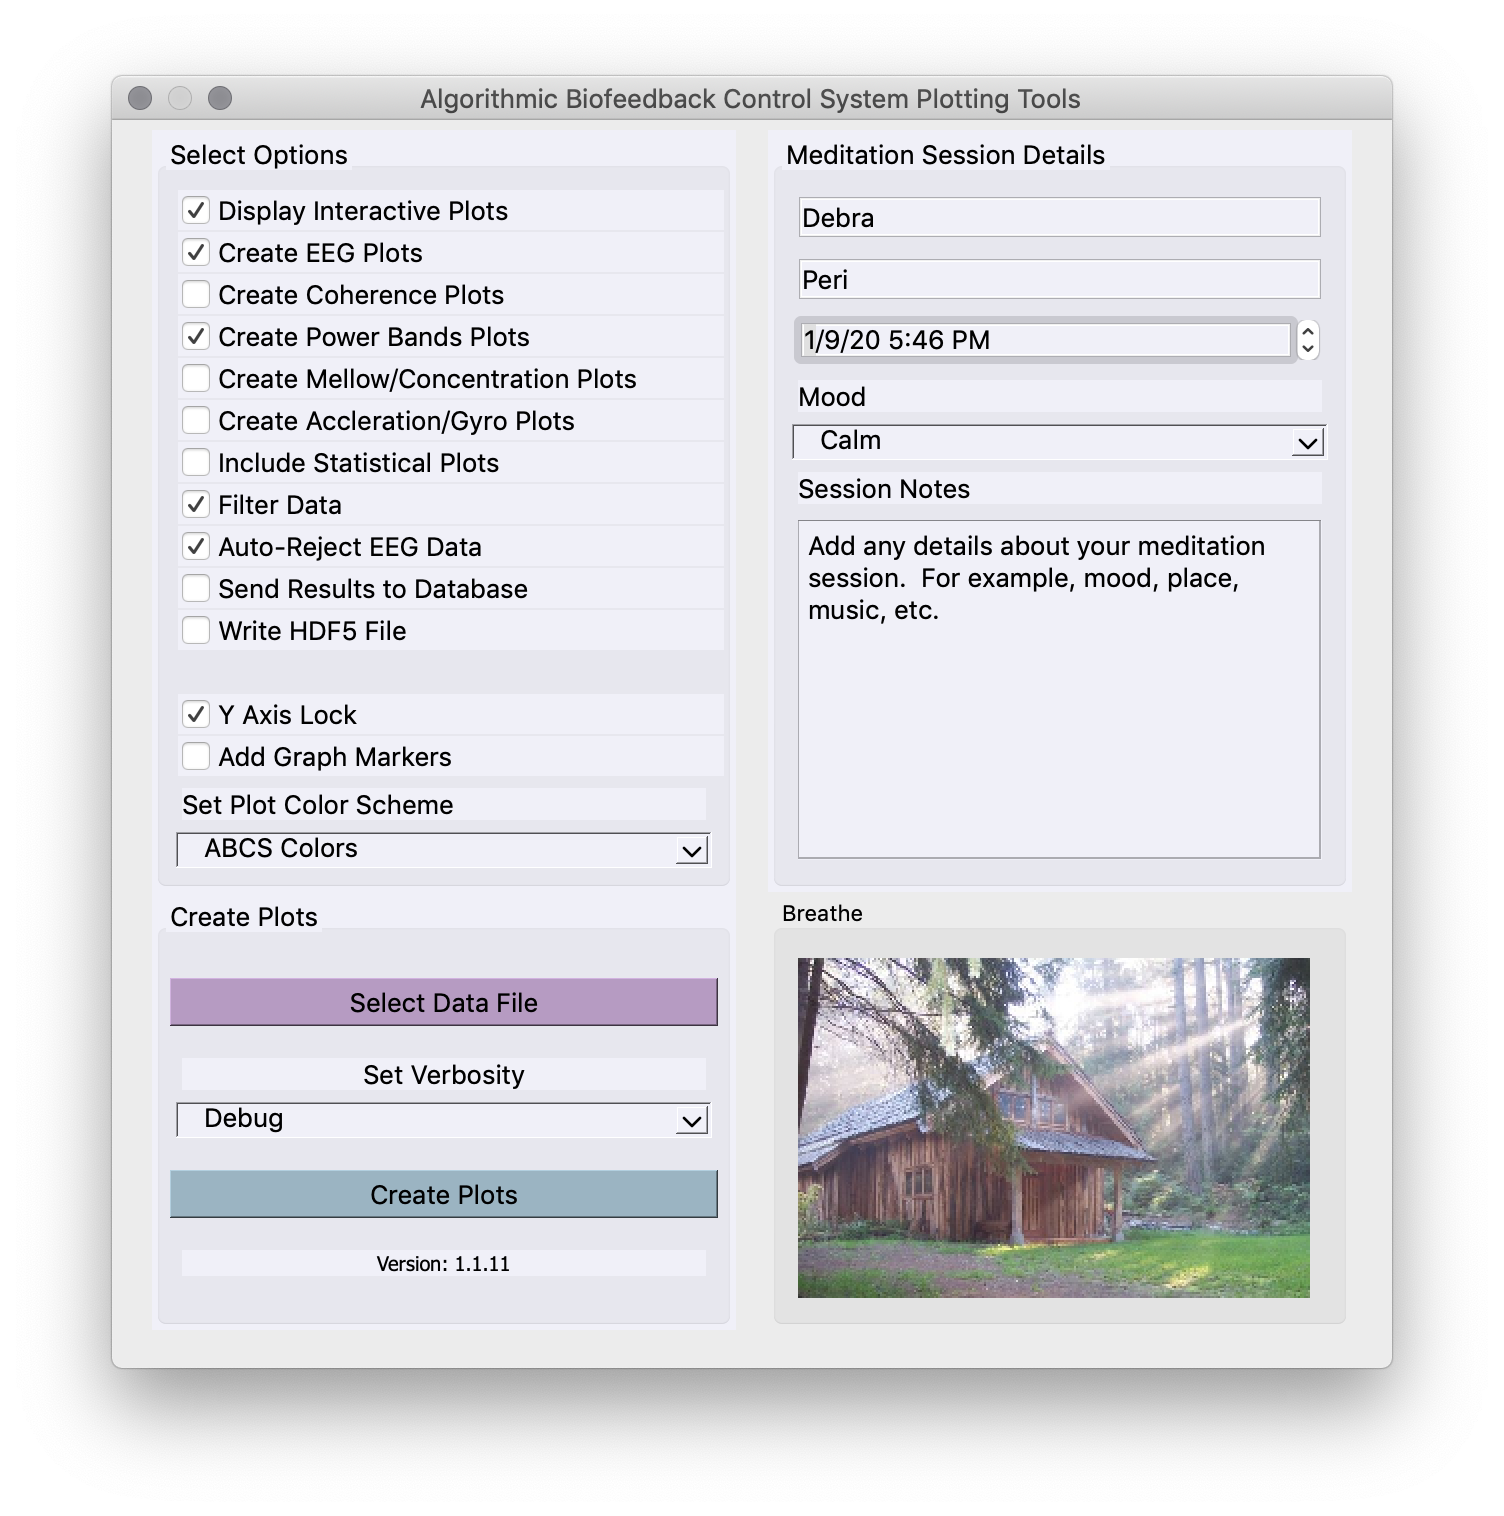 Algorithmic Biofeedback Control System Plotting Tools
Select Options
Display Interactive Plots
Create EEG Plots
Create Coherence Plots
Create Power Bands Plots
Create Mellow/Concentration Plots
Create Accleration/Gyro Plots
Include Statistical Plots
Filter Data
Auto-Reject EEG Data
Send Results to Database
Write HDF5 File
Y Axis Lock
Add Graph Markers
Set Plot Color Scheme
ABCS Colors
Create Plots
Select Data File
Set Verbosity
Debug
Create Plots
Version: 1.1.11
Meditation Session Details
Debra
Peri
1/9/20 5:46 PM
Mood
Calm
Session Notes
Add any details about your meditation
session.  For example, mood, place,
music, etc.
Breathe